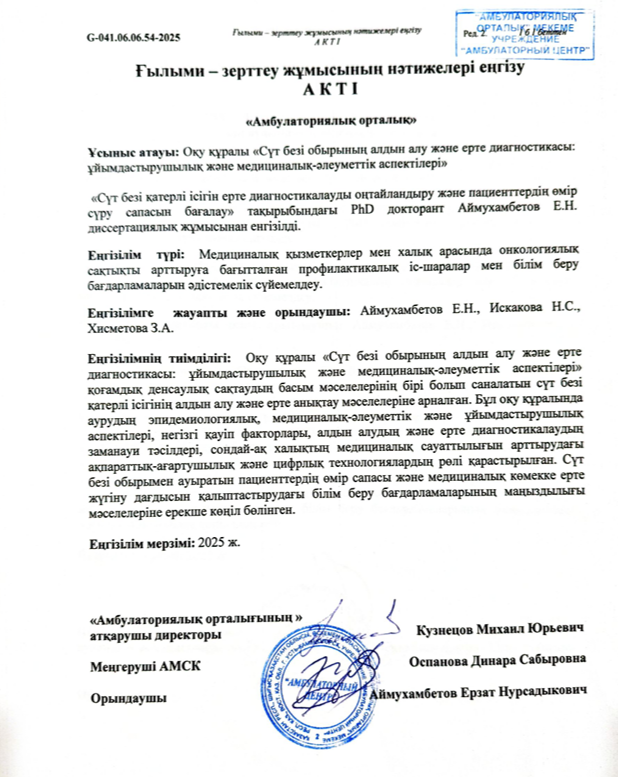 G-041.06.06.54-2025
Ғылыми – зерттеу жұмысының нәтижелері еңгізу
А К Т І
"АМБУЛАТОРИЯЛЫҚ
ОРТАЛЫҚ" МЕКЕМЕ
УЧРЕЖДЕНИЕ
"АМБУЛАТОРНЫЙ ЦЕНТР"
Ред. 2. 1 б 1 беттен
Ғылыми – зерттеу жұмысының нәтижелері еңгізу
А К Т І
«Амбулаториялық орталық»
Ұсыныс атауы: Оқу құралы «Сүт безі обырының алдын алу және ерте диагностикасы:
ұйымдастырушылық және медициналық-әлеуметтік аспектілері»
«Сүт безі қатерлі ісігін ерте диагностикалауды оңтайландыру және пациенттердің өмір
сүру сапасын бағалау» тақырыбындағы PhD докторант Аймухамбетов Е.Н.
диссертациялық жұмысынан енгізілді.
Еңгізілім түрі: Медициналық қызметкерлер мен халық арасында онкологиялық
сақтықты арттыруға бағытталған профилактикалық іс-шаралар мен білім беру
бағдарламаларын әдістемелік сүйемелдеу.
Еңгізілімге жауапты және орындаушы: Аймухамбетов Е.Н., Искакова Н.С.,
Хисметова З.А.
Еңгізілімнің тиімділігі: Оқу құралы «Сүт безі обырының алдын алу және ерте
диагностикасы: ұйымдастырушылық және медициналық-әлеуметтік аспектілері»
қоғамдық денсаулық сақтаудың басым мәселелерінің бірі болып саналатын сүт безі
қатерлі ісігінің алдын алу және ерте анықтау мәселелеріне арналған. Бұл оқу құралында
аурудың эпидемиологиялық, медициналық-әлеуметтік және ұйымдастырушылық
аспектілері, негізгі қауіп факторлары, алдын алудың және ерте диагностикалаудың
заманауи тәсілдері, сондай-ақ халықтың медициналық сауаттылығын арттырудағы
ақпараттық-ағартушылық және цифрлық технологиялардың рөлі қарастырылған. Сүт
безі обырымен ауыратын пациенттердің өмір сапасы және медициналық көмекке ерте
жүгіну дағдысын қалыптастырудағы білім беру бағдарламаларының маңыздылығы
мәселелеріне ерекше көңіл бөлінген.
Еңгізілім мерзімі: 2025 ж.
«Амбулаториялық орталығының »
атқарушы директоры
Кузнецов Михаил Юрьевич
Меңгеруші АМСК
Оспанова Динара Сабыровна
Орындаушы
Аймухамбетов Ерзат Нурсадыкович
"АМБУЛАТОРНЫЙ
ЦЕНТР"